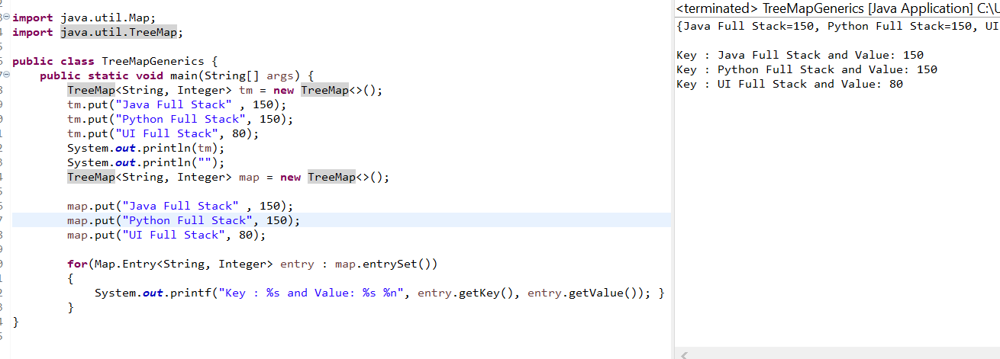 import java.util.Map;
import java.util.TreeMap;
public class TreeMapGenerics {
public static void main(String[] args) {
TreeMap<String, Integer> tm = new TreeMap<>();
tm.put("Java Full Stack" , 150);
tm.put("Python Full Stack", 150);
tm.put("UI Full Stack", 80);
System.out.println(tm);
System.out.println("");
TreeMap<String, Integer> map = new TreeMap<>();
map.put("Java Full Stack" , 150);
map.put("Python Full Stack", 150);
map.put("UI Full Stack", 80);
for(Map.Entry<String, Integer> entry : map.entrySet())
{
System.out.printf("Key : %s and Value: %s %n", entry.getKey(), entry.getValue()); }
}
}
<terminated> TreeMapGenerics [Java Application] C:\U
{Java Full Stack=150, Python Full Stack=150, UI
Key : Java Full Stack and Value: 150
Key : Python Full Stack and Value: 150
Key : UI Full Stack and Value: 80